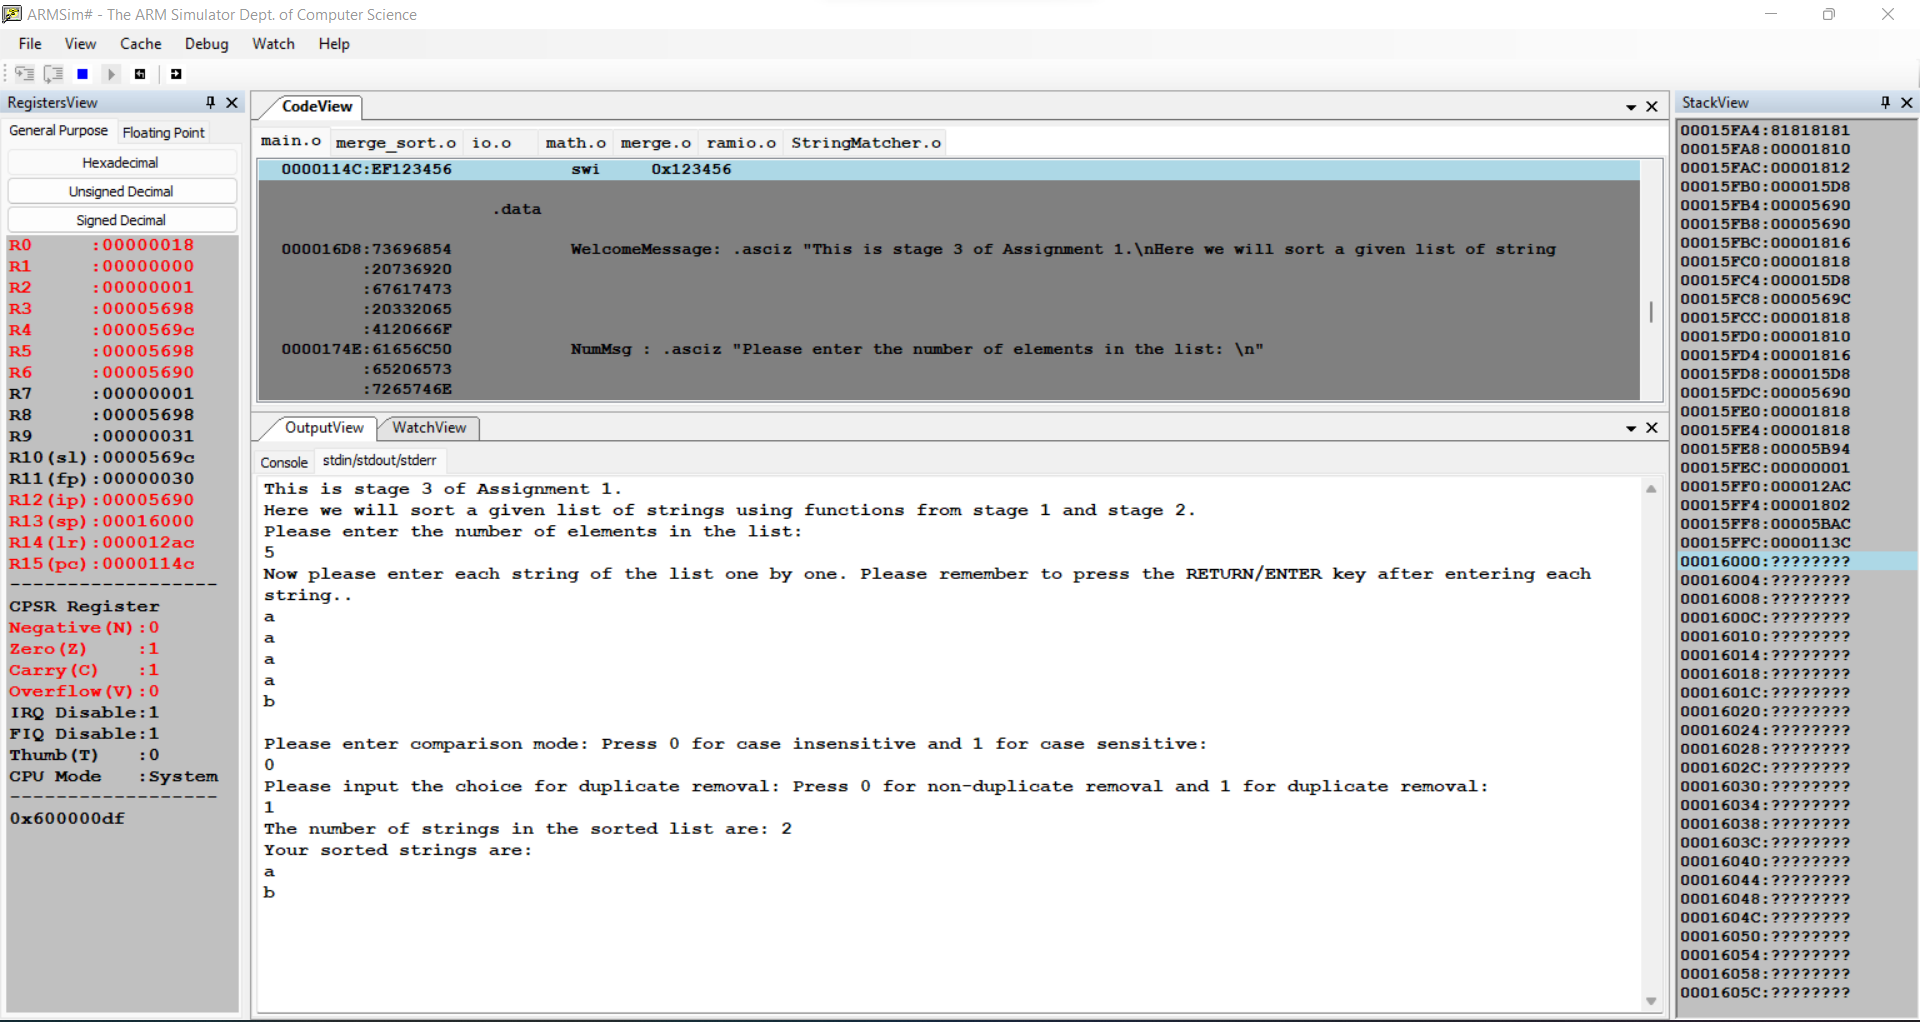 ARMSim# - The ARM Simulator Dept. of Computer Science
File View Cache Debug Watch Help
RegistersView
General Purpose Floating Point
Hexadecimal
Unsigned Decimal
Signed Decimal
R0 :00000018
R1 :00000000
R2 :00000001
R3 :00005698
R4 :0000569c
R5 :00005698
R6 :00005690
R7 :00000001
R8 :00005698
R9 :00000031
R10(sl):0000569c
R11(fp):00000030
R12(ip):00005690
R13(sp):00016000
R14(lr):000012ac
R15(pc):0000114c
-------------------
CPSR Register
Negative(N):0
Zero(Z) :1
Carry(C) :1
Overflow(V):0
IRQ Disable:1
FIQ Disable:1
Thumb(T) :0
CPU Mode :System
-------------------
0x600000df
CodeView
main.o merge_sort.o io.o math.o merge.o ramio.o StringMatcher.o
0000114C:EF123456 swi 0x123456
.data
000016D8:73696854 WelcomeMessage: .asciz "This is stage 3 of Assignment 1.\nHere we will sort a given list of string
:20736920
:67617473
:20332065
:4120666F
0000174E:61656C50 NumMsg : .asciz "Please enter the number of elements in the list: \n"
:65206573
:7265746E
OutputView WatchView
Console stdin/stdout/stderr
This is stage 3 of Assignment 1.
Here we will sort a given list of strings using functions from stage 1 and stage 2.
Please enter the number of elements in the list:
5
Now please enter each string of the list one by one. Please remember to press the RETURN/ENTER key after entering each
string..
a
a
a
a
b
Please enter comparison mode: Press 0 for case insensitive and 1 for case sensitive:
0
Please input the choice for duplicate removal: Press 0 for non-duplicate removal and 1 for duplicate removal:
1
The number of strings in the sorted list are: 2
Your sorted strings are:
a
b
StackView
00015FA4:81818181
00015FA8:00001810
00015FAC:00001812
00015FB0:000015D8
00015FB4:00005690
00015FB8:00005690
00015FBC:00001816
00015FC0:00001818
00015FC4:000015D8
00015FC8:0000569C
00015FCC:00001818
00015FD0:00001810
00015FD4:00001816
00015FD8:000015D8
00015FDC:00005690
00015FE0:00001818
00015FE4:00001818
00015FE8:00005B94
00015FEC:00000001
00015FF0:000012AC
00015FF4:00001802
00015FF8:00005BAC
00015FFC:0000113C
00016000:????????
00016004:????????
00016008:????????
0001600C:????????
00016010:????????
00016014:????????
00016018:????????
0001601C:????????
00016020:????????
00016024:????????
00016028:????????
0001602C:????????
00016030:????????
00016034:????????
00016038:????????
0001603C:????????
00016040:????????
00016044:????????
00016048:????????
0001604C:????????
00016050:????????
00016054:????????
00016058:????????
0001605C:????????